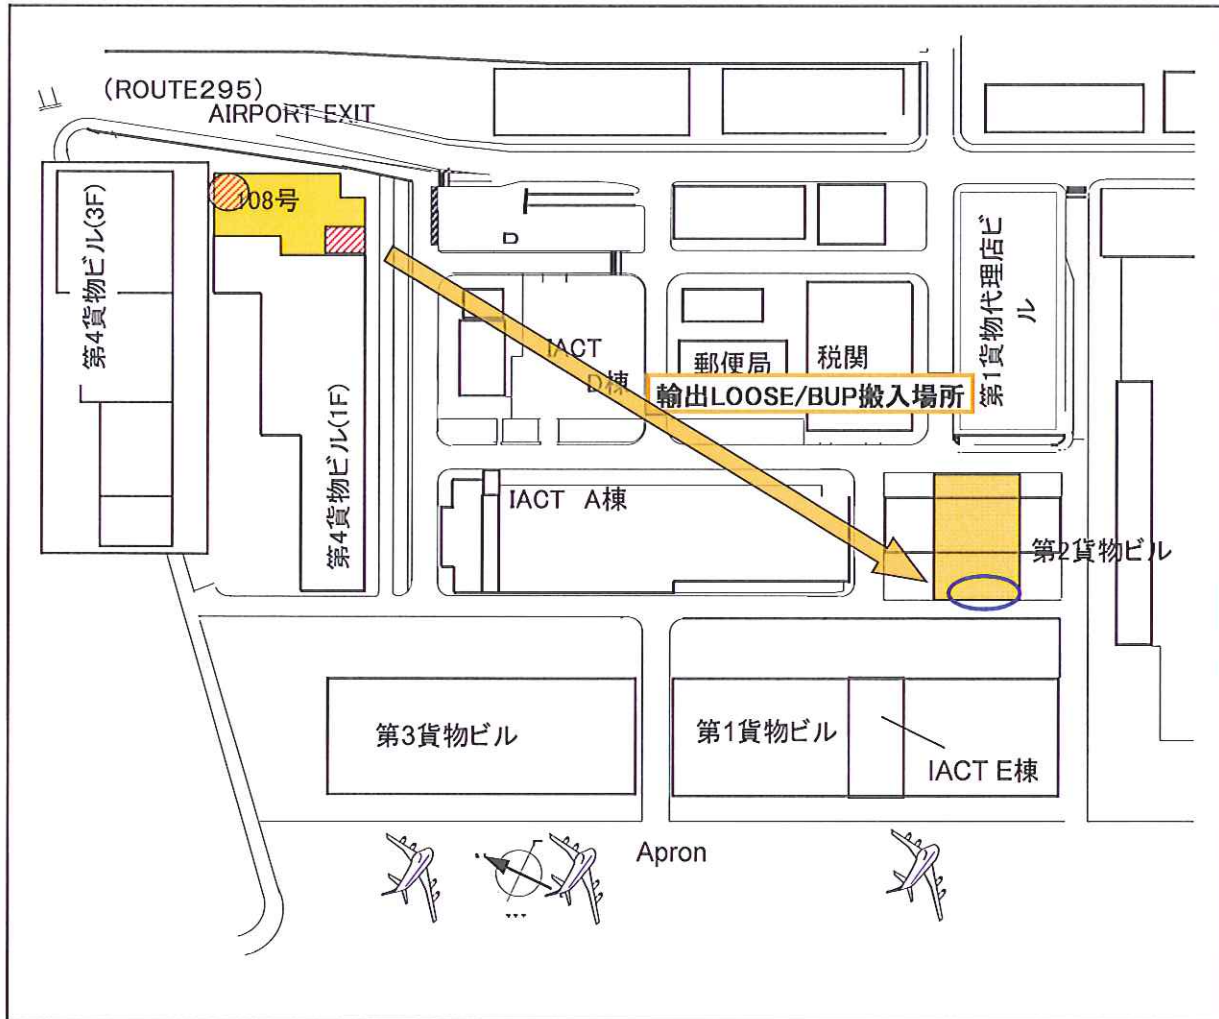 (ROUTE295)
AIRPORT EXIT
108号
第4貨物ビル(3F)
第4貨物ビル(1F)
IACT
D棟
郵便局
税関
第1貨物代理店ビ
ル
輸出LOOSE/BUP搬入場所
IACT A棟
第2貨物ビル
第3貨物ビル
第1貨物ビル
IACT E棟
Apron